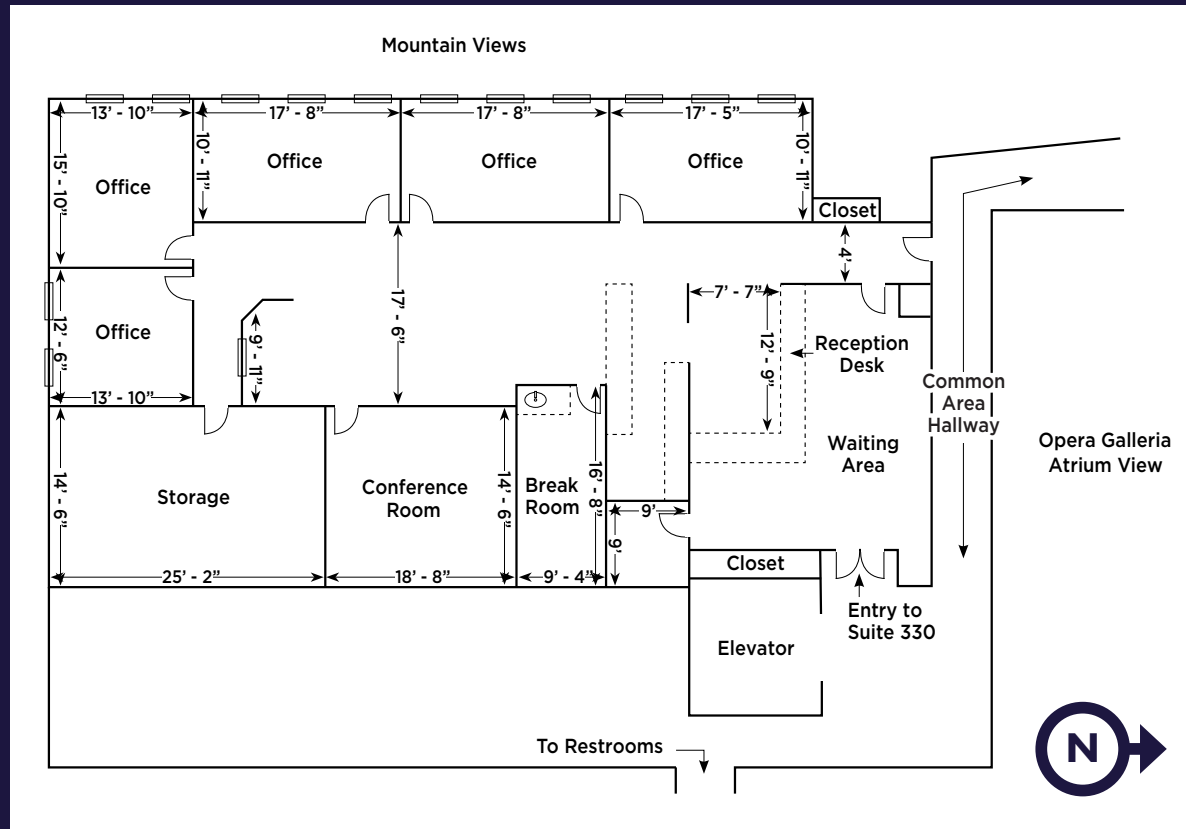 Mountain Views
13' - 10”
17' - 8”
17' - 8”
17' - 5”
15' - 10”
10' - 11”
10' - 11”
Office
Office
Office
Office
Closet
4'
12' - 6”
Office
13' - 10”
9' - 11”
17' - 6”
7' - 7”
12' - 9”
Reception
Desk
Common
Area
Hallway
Waiting
Area
Opera Galleria
Atrium View
14' - 6”
Storage
25' - 2”
Conference
Room
14' - 6”
18' - 8”
Break
Room
16' - 8”
9' - 4”
9'
9'
Closet
Entry to
Suite 330
Elevator
To Restrooms
N